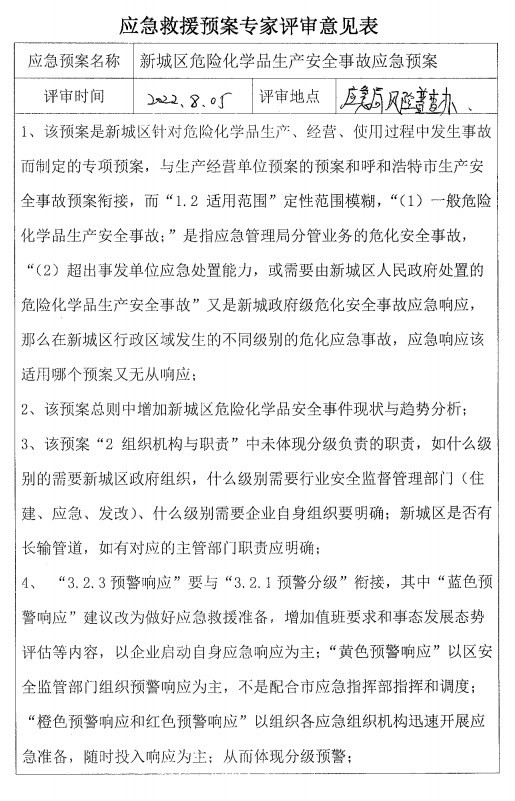 应急救援预案专家评审意见表
应急预案名称 新城区危险化学品生产安全事故应急预案
评审时间 2022.8.05 评审地点 应急局风险普查办.
1、该预案是新城区针对危险化学品生产、经营、使用过程中发生事故
而制定的专项预案，与生产经营单位预案的预案和呼和浩特市生产安
全事故预案衔接，而“1.2 适用范围”定性范围模糊，“（1）一般危险
化学品生产安全事故;”是指应急管理局分管业务的危化安全事故，
“（2）超出事发单位应急处置能力，或需要由新城区人民政府处置的
危险化学品生产安全事故”又是新城政府级危化安全事故应急响应，
那么在新城区行政区域发生的不同级别的危化应急事故，应急响应该
适用哪个预案又无从响应；
2、该预案总则中增加新城区危险化学品安全事件现状与趋势分析；
3、该预案“2 组织机构与职责”中未体现分级负责的职责，如什么级
别的需要新城区政府组织，什么级别需要行业安全监督管理部门（住
建、应急、发改）、什么级别需要企业自身组织要明确；新城区是否有
长输管道，如有对应的主管部门职责应明确；
4、 “3.2.3 预警响应”要与“3.2.1 预警分级”衔接，其中“蓝色预
警响应”建议改为做好应急救援准备，增加值班要求和事态发展态势
评估等内容，以企业启动自身应急响应为主；“黄色预警响应”以区安
全监管部门组织预警响应为主，不是配合市应急指挥部指挥和调度；
“橙色预警响应和红色预警响应”以组织各应急组织机构迅速开展应
急准备，随时投入响应为主；从而体现分级预警；